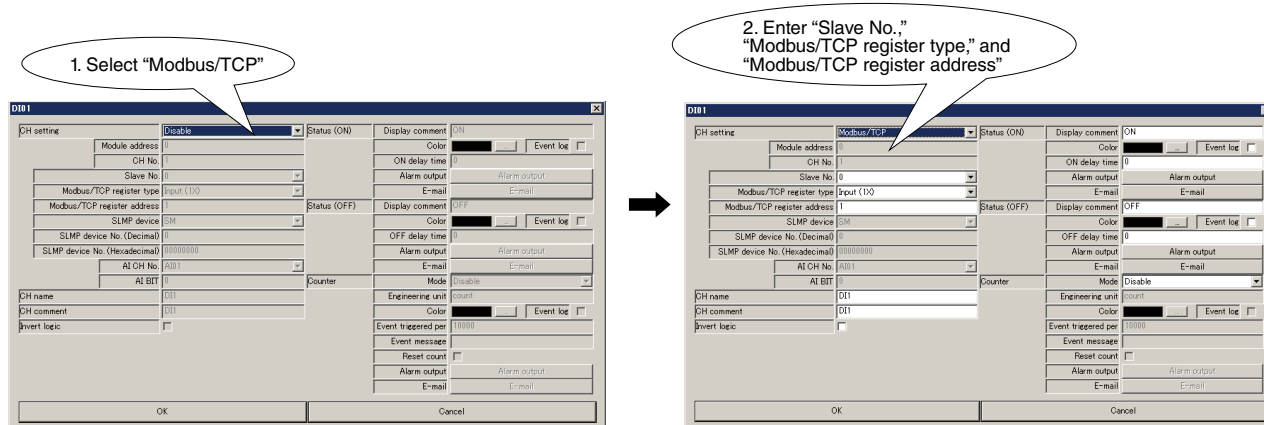 1. Select “Modbus/TCP”
DI01
CH setting Disable Status (ON) Display comment ON
Module address 0 Color ... Event log
CH No. 1 ON delay time 0
Slave No. 0 Alarm output Alarm output
Modbus/TCP register type Input (1X) E-mail E-mail
Modbus/TCP register address 1 Status (OFF) Display comment OFF
SLMP device SM Color ... Event log
SLMP device No. (Decimal) 0 OFF delay time 0
SLMP device No. (Hexadecimal) 00000000 Alarm output Alarm output
AI CH No. AI01 E-mail E-mail
AI BIT 0 Counter Mode Disable
CH name DI1 Engineering unit count
CH comment DI1 Color ... Event log
Invert logic Event triggered per 10000
Event message
Reset count
Alarm output Alarm output
E-mail E-mail
OK Cancel
2. Enter “Slave No.,”
“Modbus/TCP register type,” and
“Modbus/TCP register address”
DI01
CH setting Modbus/TCP Status (ON) Display comment ON
Module address 0 Color ... Event log
CH No. 1 ON delay time 0
Slave No. 0 Alarm output Alarm output
Modbus/TCP register type Input (1X) E-mail E-mail
Modbus/TCP register address 1 Status (OFF) Display comment OFF
SLMP device SM Color ... Event log
SLMP device No. (Decimal) 0 OFF delay time 0
SLMP device No. (Hexadecimal) 00000000 Alarm output Alarm output
AI CH No. AI01 E-mail E-mail
AI BIT 0 Counter Mode Disable
CH name DI1 Engineering unit count
CH comment DI1 Color ... Event log
Invert logic Event triggered per 10000
Event message
Reset count
Alarm output Alarm output
E-mail E-mail
OK Cancel